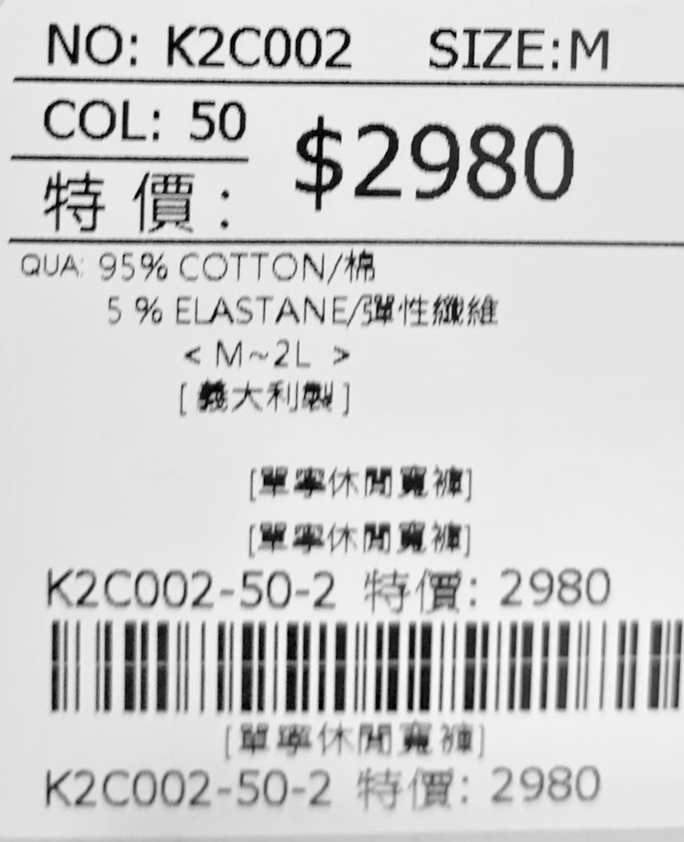 NO: K2C002 SIZE:M
COL: 50
$2980
特價:
QUA: 95% COTTON/棉
5 % ELASTANE/彈性纖維
< M~2L >
[ 義大利製 ]
[單寧休閒寬褲]
[單寧休閒寬褲]
K2C002-50-2 特價: 2980
[單寧休閒寬褲]
K2C002-50-2 特價: 2980